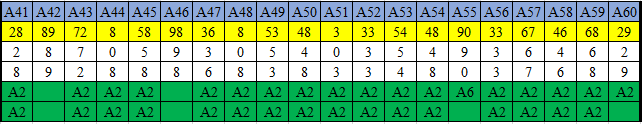 A41 A42 A43 A44 A45 A46 A47 A48 A49 A50 A51 A52 A53 A54 A55 A56 A57 A58 A59 A60
28 89 72 8 58 98 36 8 53 48 3 33 54 48 90 33 67 46 68 29
2 8 7 0 5 9 3 0 5 4 0 3 5 4 9 3 6 4 6 2
8 9 2 8 8 8 6 8 3 8 3 3 4 8 0 3 7 6 8 9
A2 A2 A2 A2 A2 A2 A2 A2 A2 A2 A2 A2 A6 A2 A2 A2 A2 A2
A2 A2 A2 A2 A2 A2 A2 A2 A2 A2 A2 A2 A2 A2 A2 A2